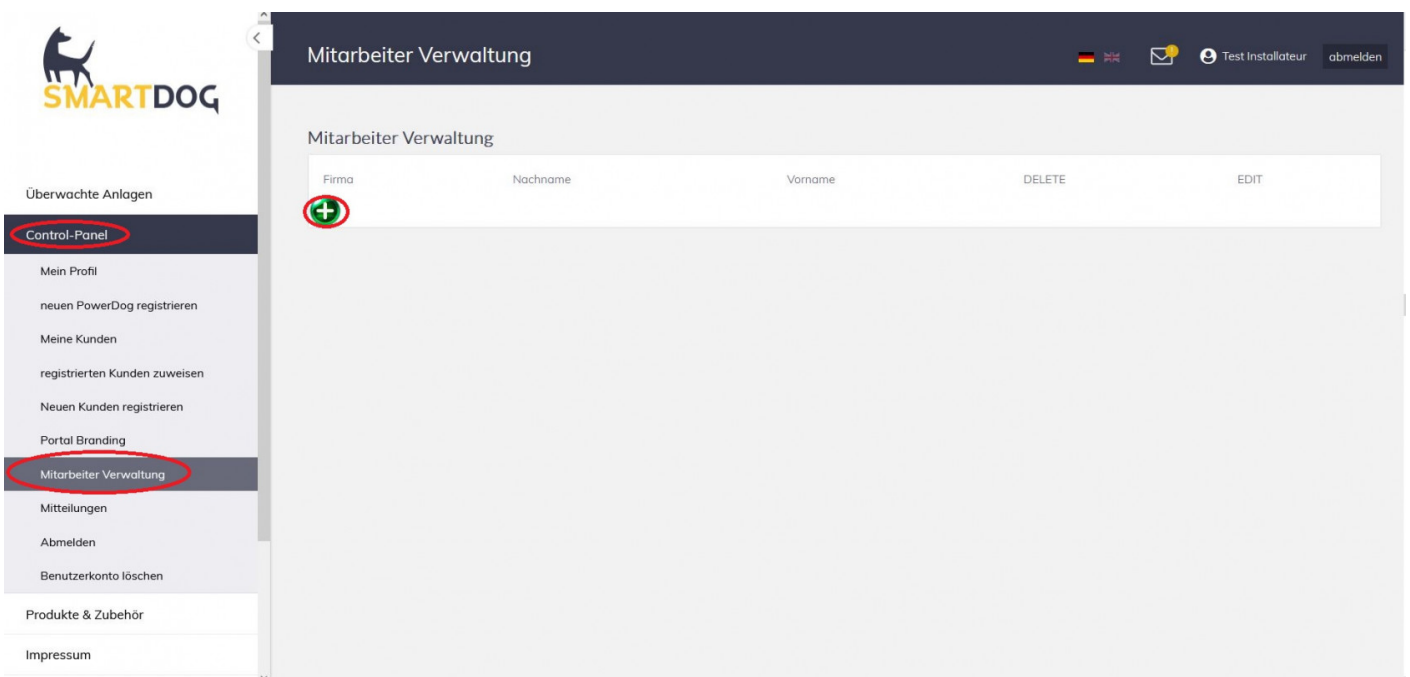 SMARTDOG
Mitarbeiter Verwaltung
Test Installateur
abmelden
Mitarbeiter Verwaltung
Firma Nachname Vorname DELETE EDIT
Überwachte Anlagen
Control-Panel
Mein Profil
neuen PowerDog registrieren
Meine Kunden
registrierten Kunden zuweisen
Neuen Kunden registrieren
Portal Branding
Mitarbeiter Verwaltung
Mitteilungen
Abmelden
Benutzerkonto löschen
Produkte & Zubehör
Impressum